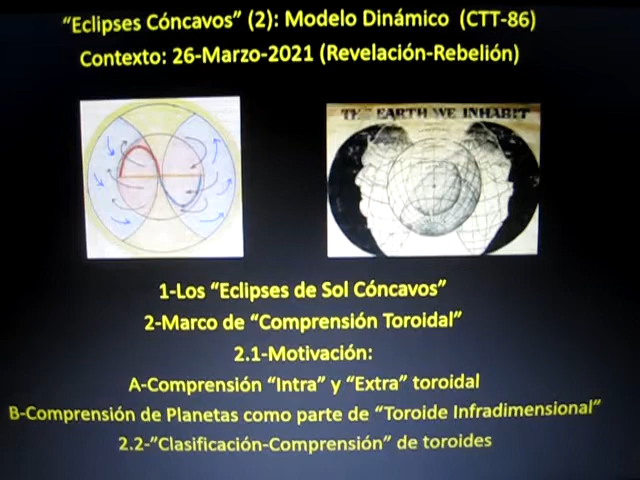 “Eclipses Cóncavos” (2): Modelo Dinámico (CTT-86)
Contexto: 26-Marzo-2021 (Revelación-Rebelión)
THE EARTH WE INHABIT
1-Los “Eclipses de Sol Cóncavos”
2-Marco de “Comprensión Toroidal”
2.1-Motivación:
A-Comprensión “Intra” y “Extra” toroidal
B-Comprensión de Planetas como parte de “Toroide Infradimensional”
2.2-“Clasificación-Comprensión” de toroides